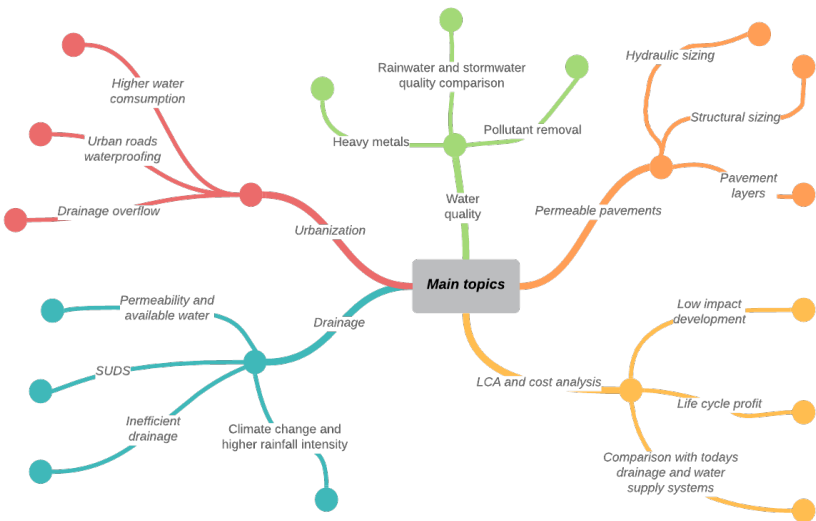 Higher water
comsumption
Urban roads
waterproofing
Drainage overflow
Urbanization
Rainwater and stormwater
quality comparison
Heavy metals
Pollutant removal
Water
quality
Hydraulic sizing
Structural sizing
Pavement
layers
Permeable pavements
Main topics
Permeability and
available water
Drainage
SUDS
Inefficient
drainage
Climate change and
higher rainfall intensity
LCA and cost analysis
Low impact
development
Life cycle profit
Comparison with todays
drainage and water
supply systems